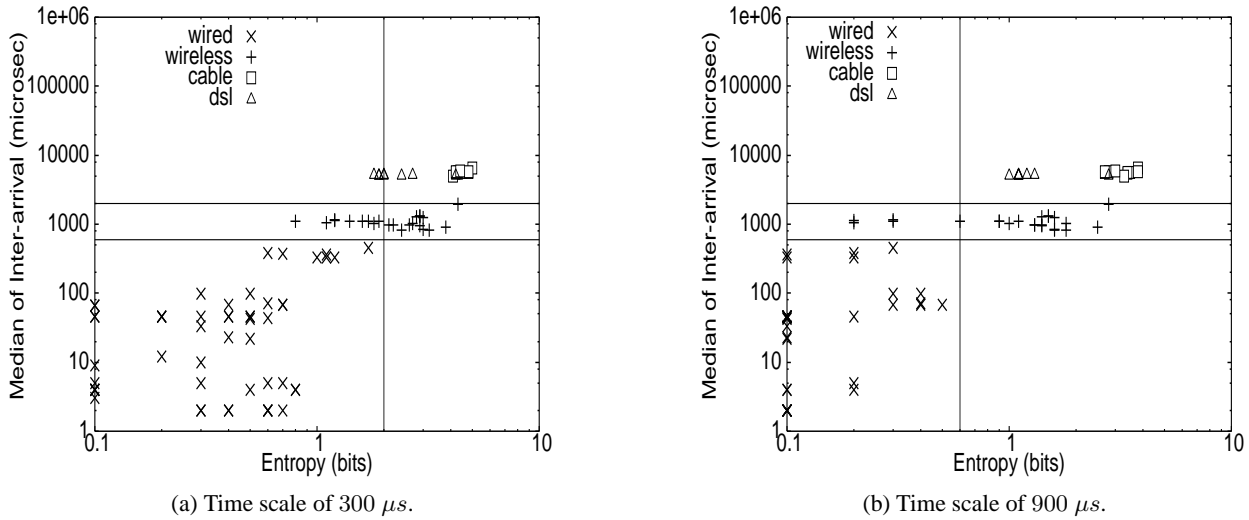 1e+06
100000
10000
1000
100
10
1
0.1
1
10
Median of Inter-arrival (microsec)
Entropy (bits)
wired
wireless
cable
dsl
(a) Time scale of 300 μs.
1e+06
100000
10000
1000
100
10
1
0.1
1
10
Median of Inter-arrival (microsec)
Entropy (bits)
wired
wireless
cable
dsl
(b) Time scale of 900 μs.